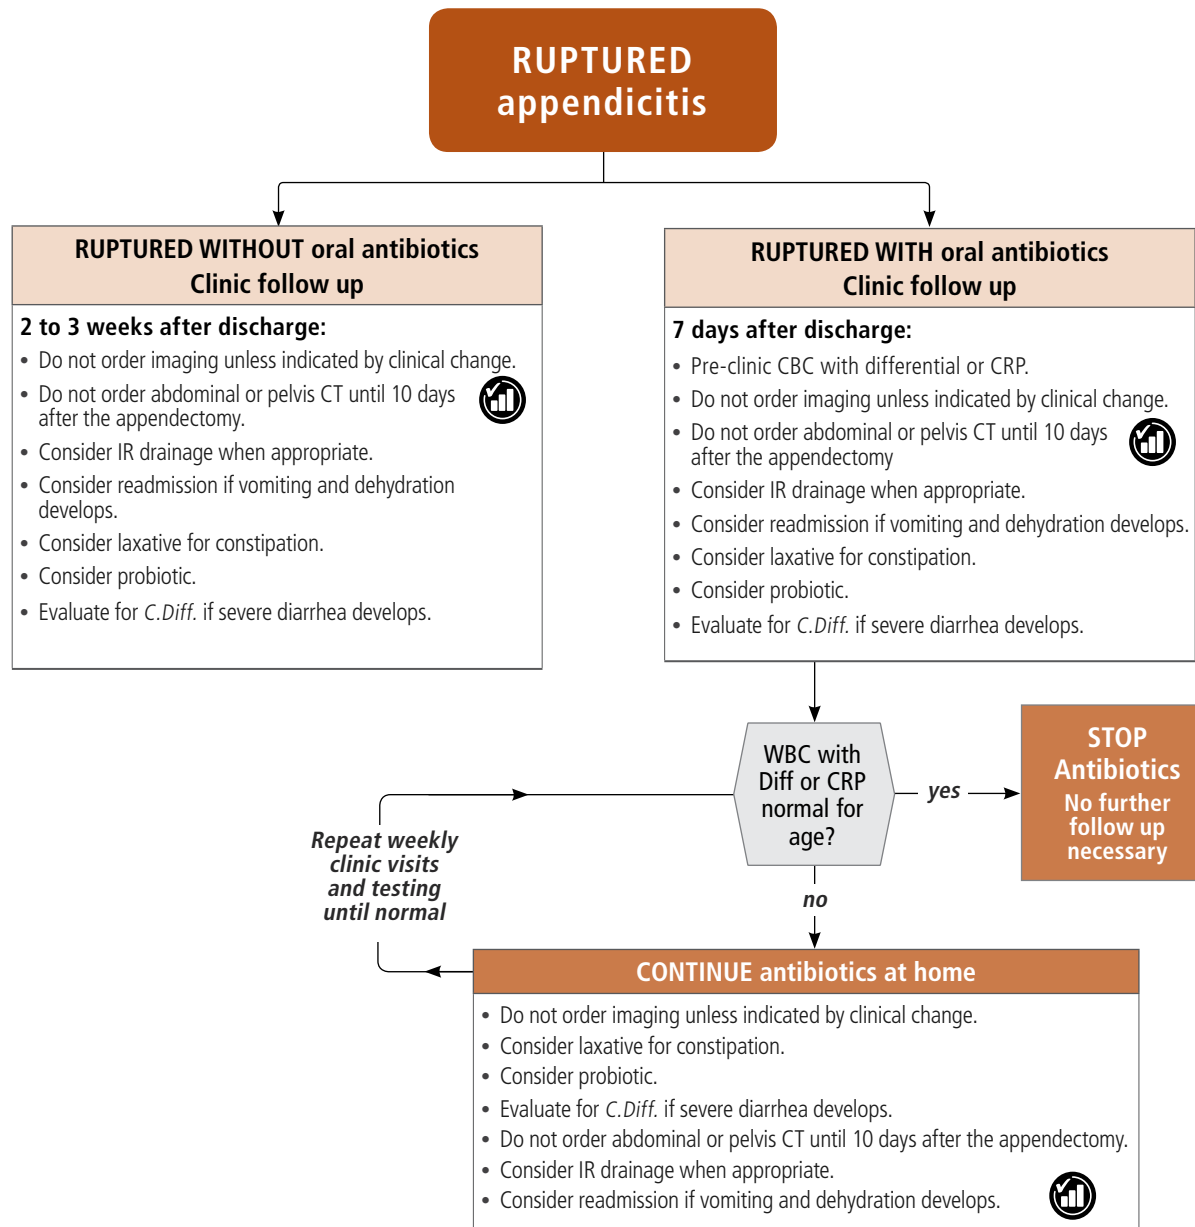 RUPTURED
appendicitis
RUPTURED WITHOUT oral antibiotics
Clinic follow up
2 to 3 weeks after discharge:
• Do not order imaging unless indicated by clinical change.
• Do not order abdominal or pelvis CT until 10 days
after the appendectomy.
• Consider IR drainage when appropriate.
• Consider readmission if vomiting and dehydration
develops.
• Consider laxative for constipation.
• Consider probiotic.
• Evaluate for C.Diff. if severe diarrhea develops.
RUPTURED WITH oral antibiotics
Clinic follow up
7 days after discharge:
• Pre-clinic CBC with differential or CRP.
• Do not order imaging unless indicated by clinical change.
• Do not order abdominal or pelvis CT until 10 days
after the appendectomy
• Consider IR drainage when appropriate.
• Consider readmission if vomiting and dehydration develops.
• Consider laxative for constipation.
• Consider probiotic.
• Evaluate for C.Diff. if severe diarrhea develops.
WBC with
Diff or CRP
normal for
age?
yes
STOP
Antibiotics
No further
follow up
necessary
no
Repeat weekly
clinic visits
and testing
until normal
CONTINUE antibiotics at home
• Do not order imaging unless indicated by clinical change.
• Consider laxative for constipation.
• Consider probiotic.
• Evaluate for C.Diff. if severe diarrhea develops.
• Do not order abdominal or pelvis CT until 10 days after the appendectomy.
• Consider IR drainage when appropriate.
• Consider readmission if vomiting and dehydration develops.